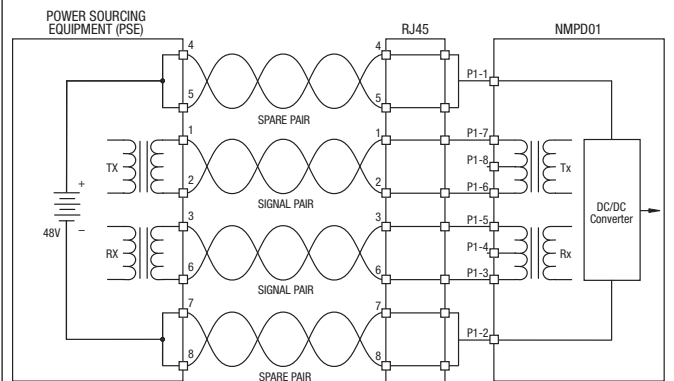 POWER SOURCING
EQUIPMENT (PSE)
RJ45
NMPD01
4
4
P1-1
5
5
SPARE PAIR
1
1
P1-7
TX
P1-8
Tx
2
2
P1-6
SIGNAL PAIR
+
48V
–
DC/DC
Converter
3
3
P1-5
RX
P1-4
Rx
6
6
P1-3
SIGNAL PAIR
7
7
P1-2
8
8
SPARE PAIR